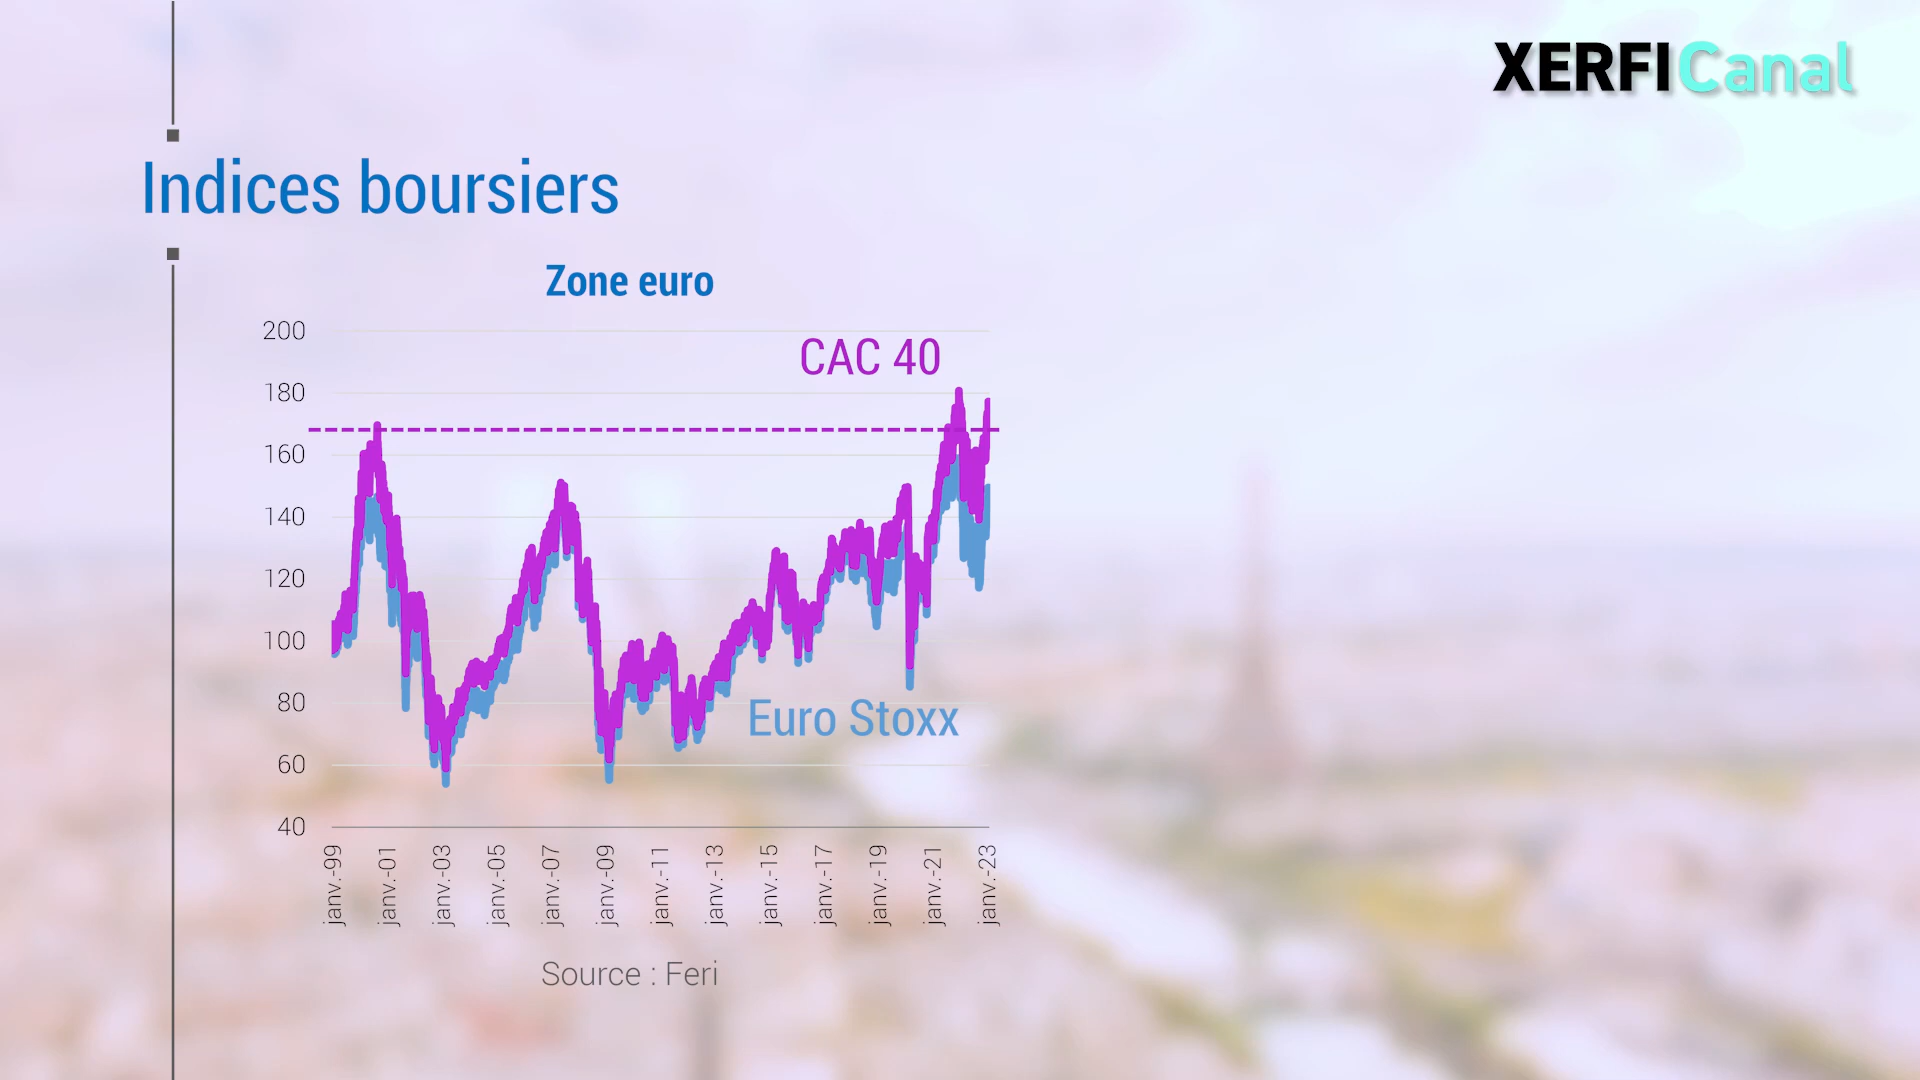 XERFI Canal
Indices boursiers
Zone euro
200
CAC 40
180
160
140
120
100
80
Euro Stoxx
60
40
janv.-99
janv.-01
janv.-03
janv.-05
janv.-07
janv.-09
janv.-11
janv.-13
janv.-15
janv.-17
janv.-19
janv.-21
janv.-23
Source : Feri